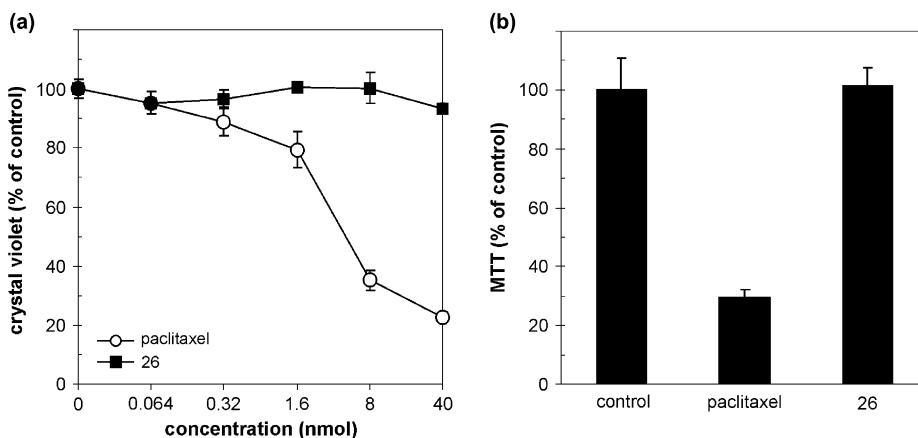 (a)
crystal violet (% of control)
100
80
60
40
20
0
paclitaxel
26
0 0.064 0.32 1.6 8 40
concentration (nmol)
(b)
MTT (% of control)
100
80
60
40
20
0
control paclitaxel 26